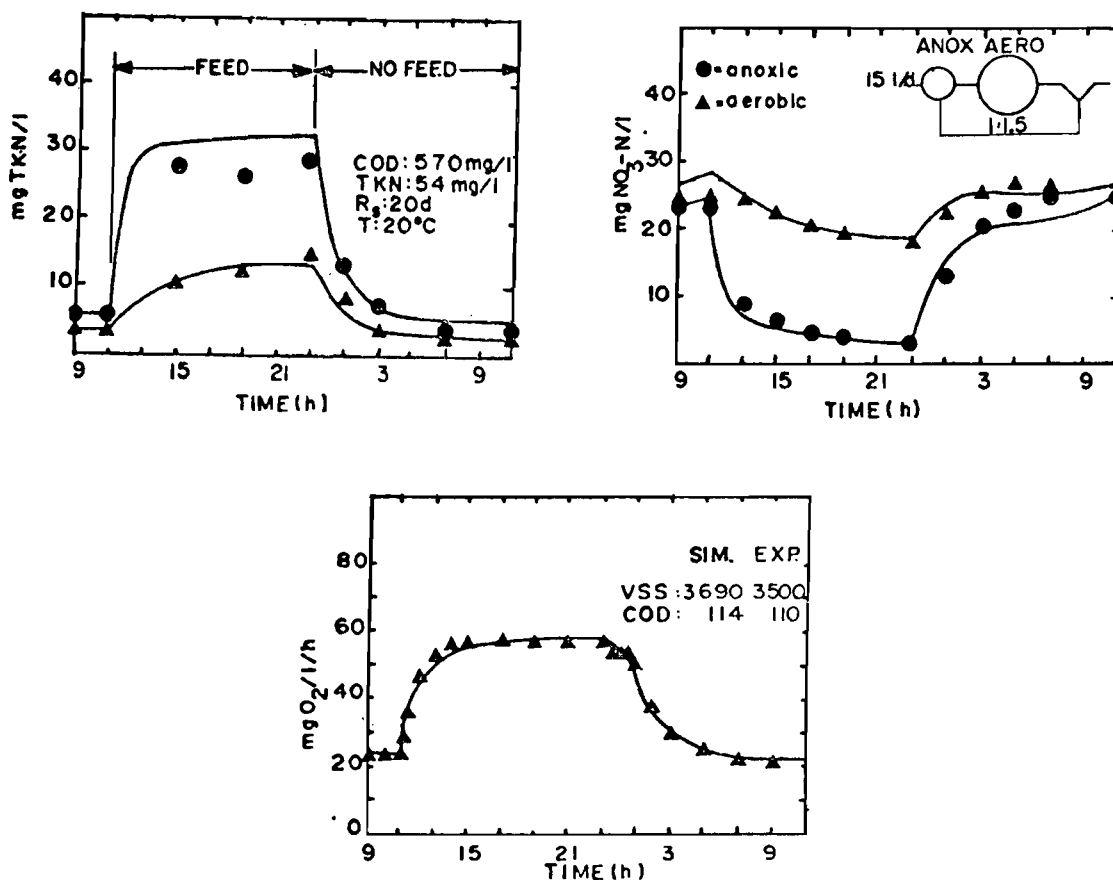 mg TKN/l
40
30
20
10
FEED
NO FEED
COD: 570 mg/l
TKN: 54 mg/l
Rs: 20d
T: 20°C
9 15 21 3 9
TIME (h)
mg NO3-N/l
40
30
20
10
ANOX AERO
●=anoxic
▲=aerobic
15 l/d
1:1.5
9 15 21 3 9
TIME (h)
mg O2/l/h
80
60
40
20
0
SIM. EXP.
VSS: 3690 3500
COD: 114 110
9 15 21 3 9
TIME (h)